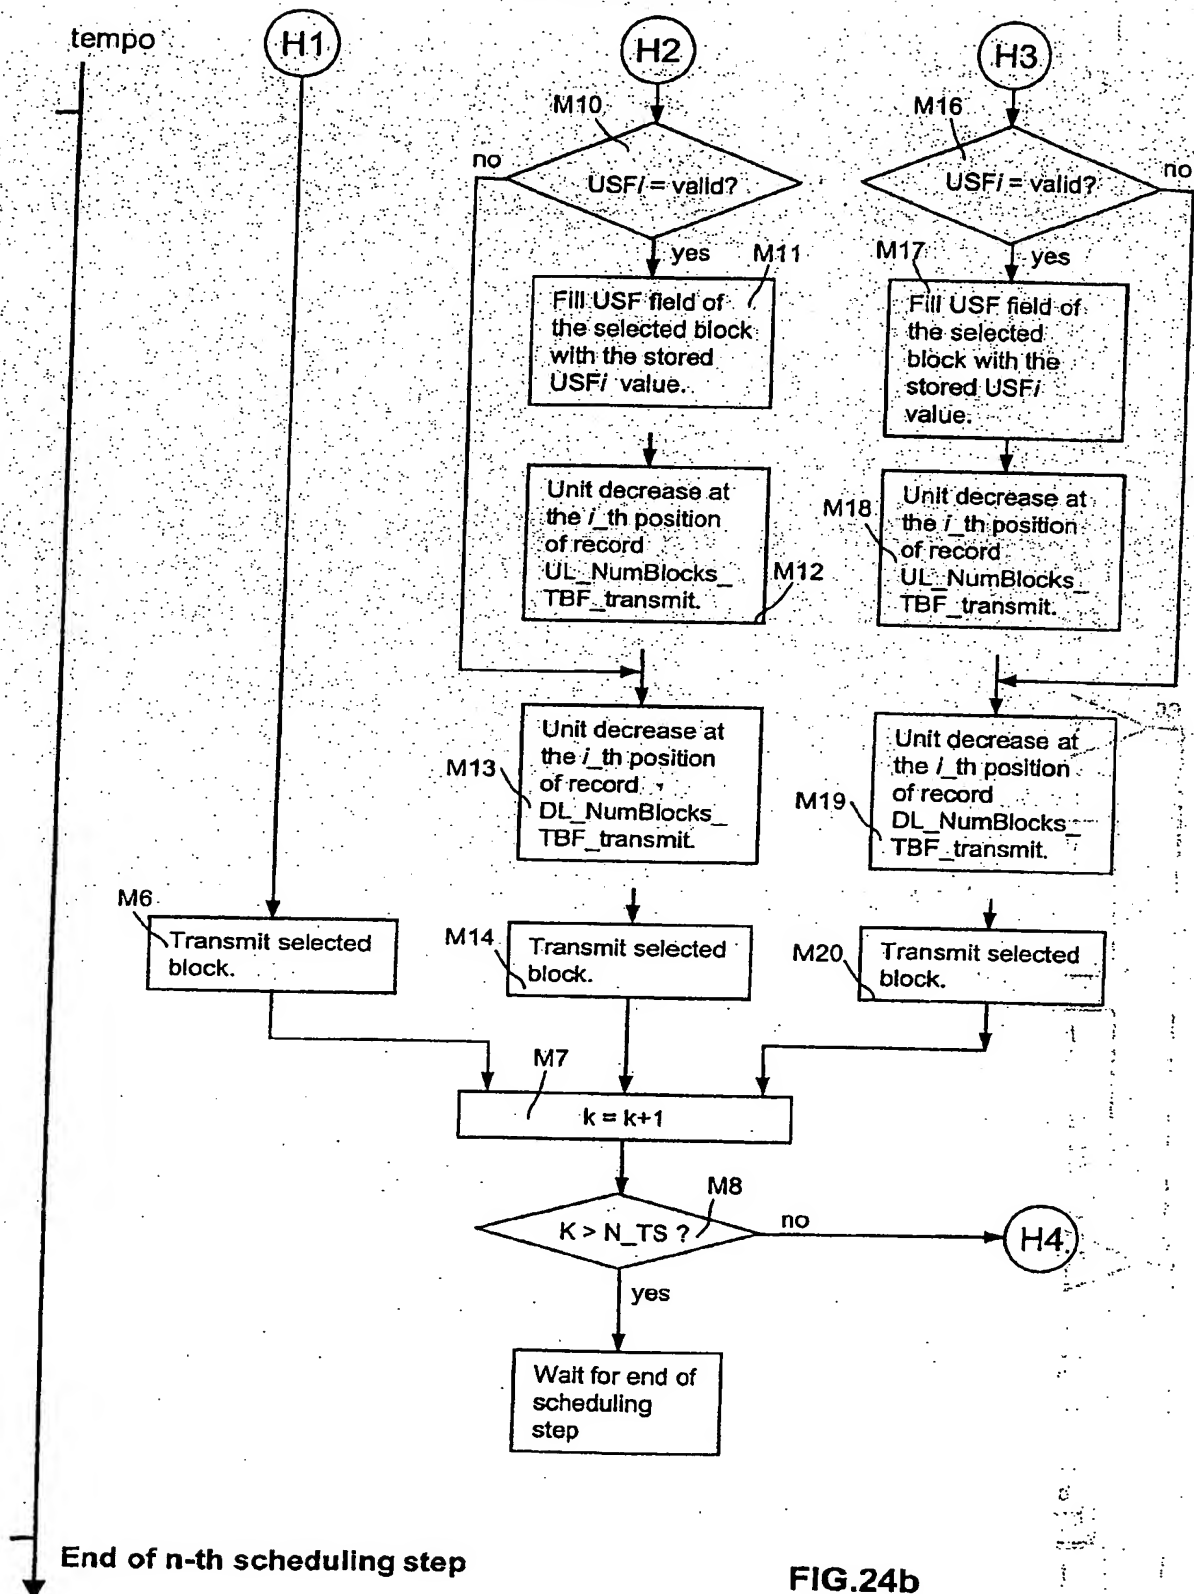 tempo
H1
H2
H3
M10
no
USFi = valid?
yes
M16
USFi = valid?
no
yes
M11
Fill USF field of
the selected block
with the stored
USFi value.
M17
Fill USF field of
the selected
block with the
stored USFi
value.
Unit decrease at
the i_th position
of record
UL_NumBlocks_
TBF_transmit.
M12
M18
Unit decrease at
the i_th position
of record
UL_NumBlocks_
TBF_transmit.
M13
Unit decrease at
the i_th position
of record
DL_NumBlocks_
TBF_transmit.
M19
Unit decrease at
the i_th position
of record
DL_NumBlocks_
TBF_transmit.
M6
Transmit selected
block.
M14
Transmit selected
block.
M20
Transmit selected
block.
M7
k = k+1
M8
K > N_TS ?
no
H4
yes
Wait for end of
scheduling
step
End of n-th scheduling step
FIG.24b